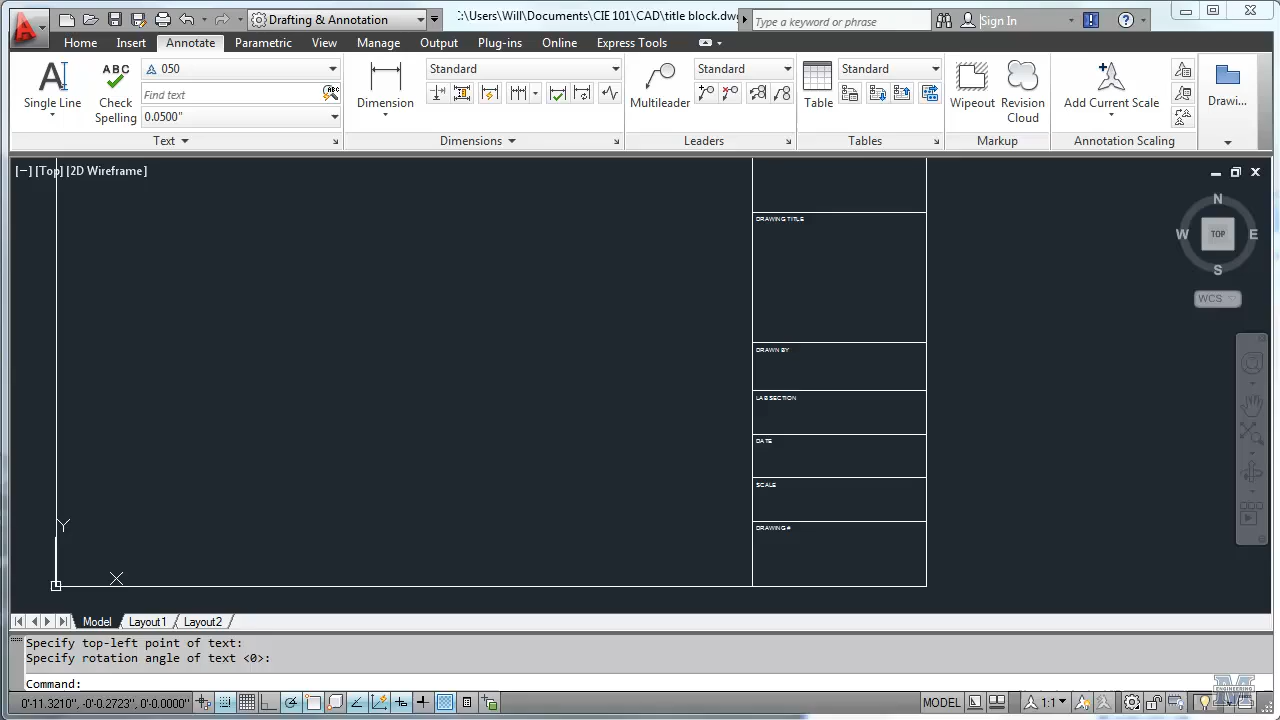 Drafting & Annotation
:\Users\Will\Documents\CIE 101\CAD\title block.dwg
Type a keyword or phrase
Sign In
Home Insert Annotate Parametric View Manage Output Plug-ins Online Express Tools
Single Line
ABC
Check Spelling
050
Find text
0.0500"
Dimension
Standard
Multileader
Standard
Table
Standard
Wipeout
Revision Cloud
Add Current Scale
Drawi...
Text
Dimensions
Leaders
Tables
Markup
Annotation Scaling
[−] [Top] [2D Wireframe]
N
W TOP E
S
WCS
DRAWING TITLE
DRAWN BY
LAB SECTION
DATE
SCALE
DRAWING #
Y
X
Model Layout1 Layout2
Specify top-left point of text:
Specify rotation angle of text <0>:
Command:
0'-11.3210", -0'-0.2723", 0'-0.0000"
MODEL
1:1
ENGINEERING